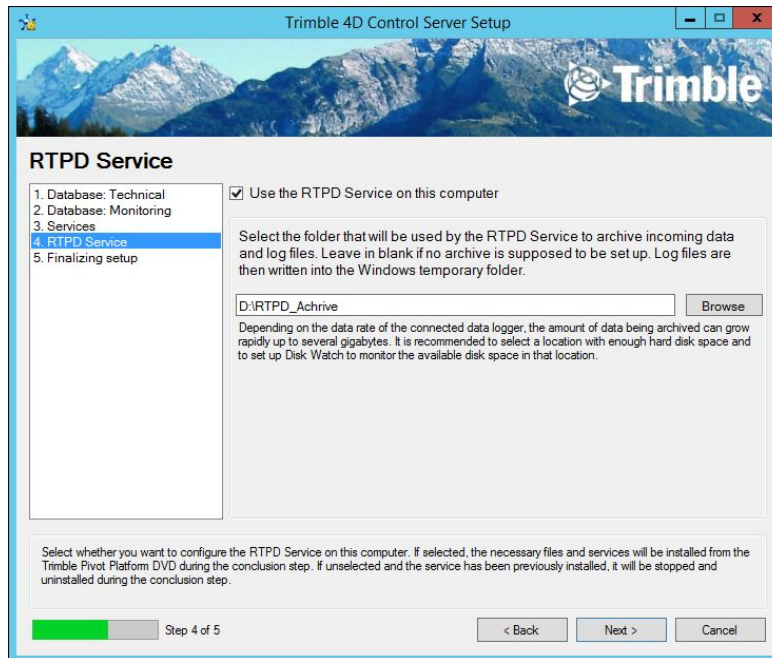 Trimble 4D Control Server Setup
Trimble
RTPD Service
1. Database: Technical
2. Database: Monitoring
3. Services
4. RTPD Service
5. Finalizing setup
Use the RTPD Service on this computer
Select the folder that will be used by the RTPD Service to archive incoming data
and log files. Leave in blank if no archive is supposed to be set up. Log files are
then written into the Windows temporary folder.
D:\RTPD_Achrive
Browse
Depending on the data rate of the connected data logger, the amount of data being archived can grow
rapidly up to several gigabytes. It is recommended to select a location with enough hard disk space and
to set up Disk Watch to monitor the available disk space in that location.
Select whether you want to configure the RTPD Service on this computer. If selected, the necessary files and services will be installed from the
Trimble Pivot Platform DVD during the conclusion step. If unselected and the service has been previously installed, it will be stopped and
uninstalled during the conclusion step.
Step 4 of 5
< Back
Next >
Cancel